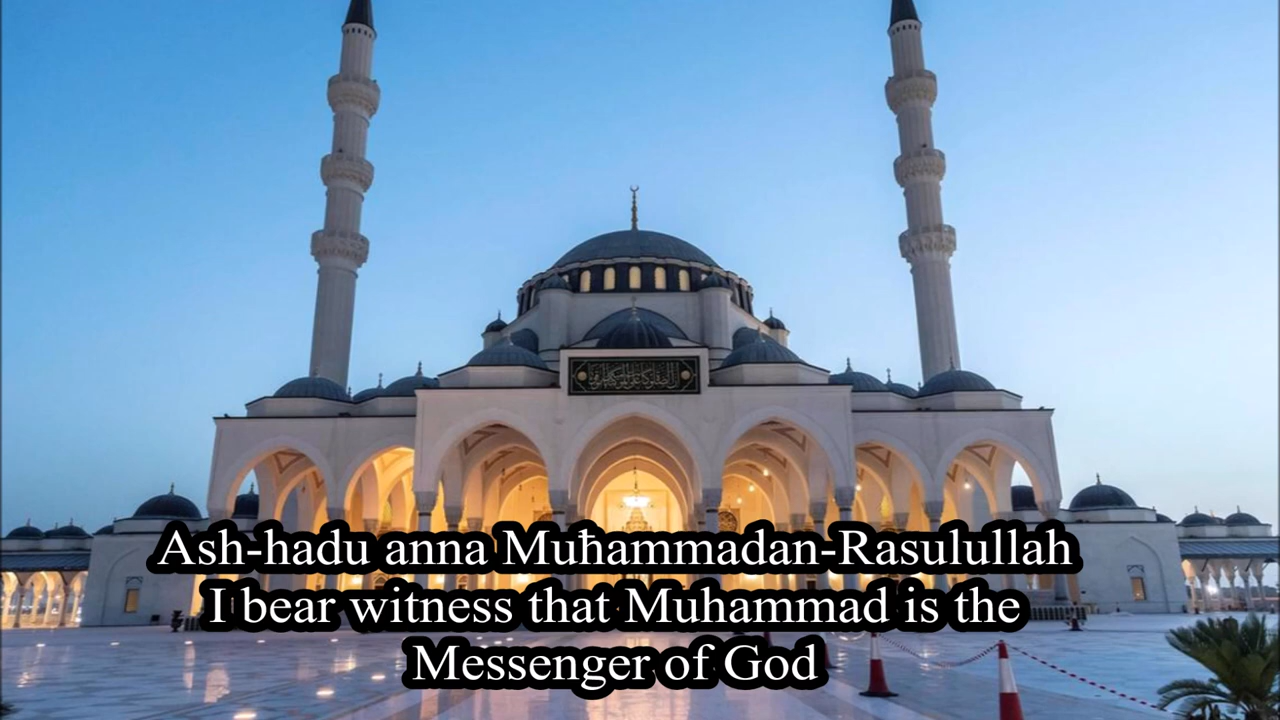 Ash-hadu anna Muħammadan-Rasulullah
I bear witness that Muhammad is the
Messenger of God